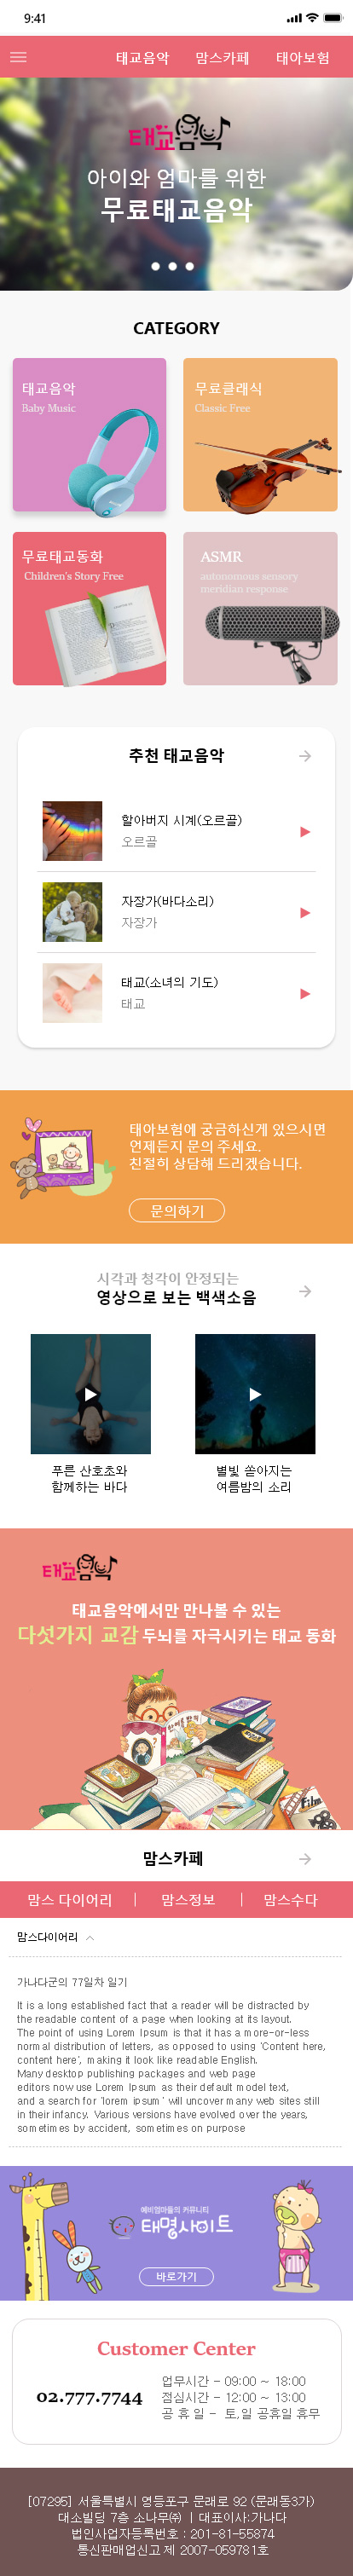 9:41
태교음악 맘스카페 태아보험
태교음악
아이와 엄마를 위한
무료태교음악
CATEGORY
태교음악
Baby Music
무료클래식
Classic Free
무료태교동화
Children's Story Free
ASMR
autonomous sensory
meridian response
추천 태교음악
할아버지 시계(오르골)
오르골
자장가(바다소리)
자장가
태교(소녀의 기도)
태교
태아보험에 궁금하신게 있으시면
언제든지 문의 주세요.
친절히 상담해 드리겠습니다.
문의하기
시각과 청각이 안정되는
영상으로 보는 백색소음
푸른 산호초와
함께하는 바다
별빛 쏟아지는
여름밤의 소리
태교음악
태교음악에서만 만나볼 수 있는
다섯가지 교감 두뇌를 자극시키는 태교 동화
Film
맘스카페
맘스 다이어리 맘스정보 맘스수다
맘스다이어리
가나다군의 77일차 일기
It is a long established fact that a reader will be distracted by
the readable content of a page when looking at its layout.
The point of using Lorem Ipsum is that it has a more-or-less
normal distribution of letters, as opposed to using 'Content here,
content here', making it look like readable English.
Many desktop publishing packages and web page
editors now use Lorem Ipsum as their default model text,
and a search for 'lorem ipsum' will uncover many web sites still
in their infancy. Various versions have evolved over the years,
sometimes by accident, sometimes on purpose
예비엄마들의 커뮤니티
태명사이트
바로가기
Customer Center
02.777.7744
업무시간 - 09:00 ~ 18:00
점심시간 - 12:00 ~ 13:00
공 휴 일 - 토,일 공휴일 휴무
[07295] 서울특별시 영등포구 문래로 92 (문래동3가)
대소빌딩 7층 소나무㈜ | 대표이사:가나다
법인사업자등록번호 : 201-81-55874
통신판매업신고 제 2007-059781호